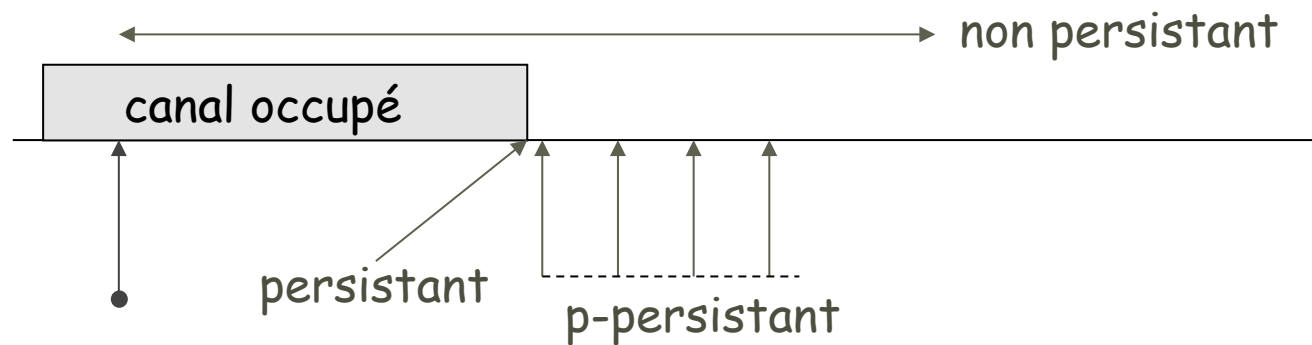 non persistant
canal occupé
persistant
p-persistant